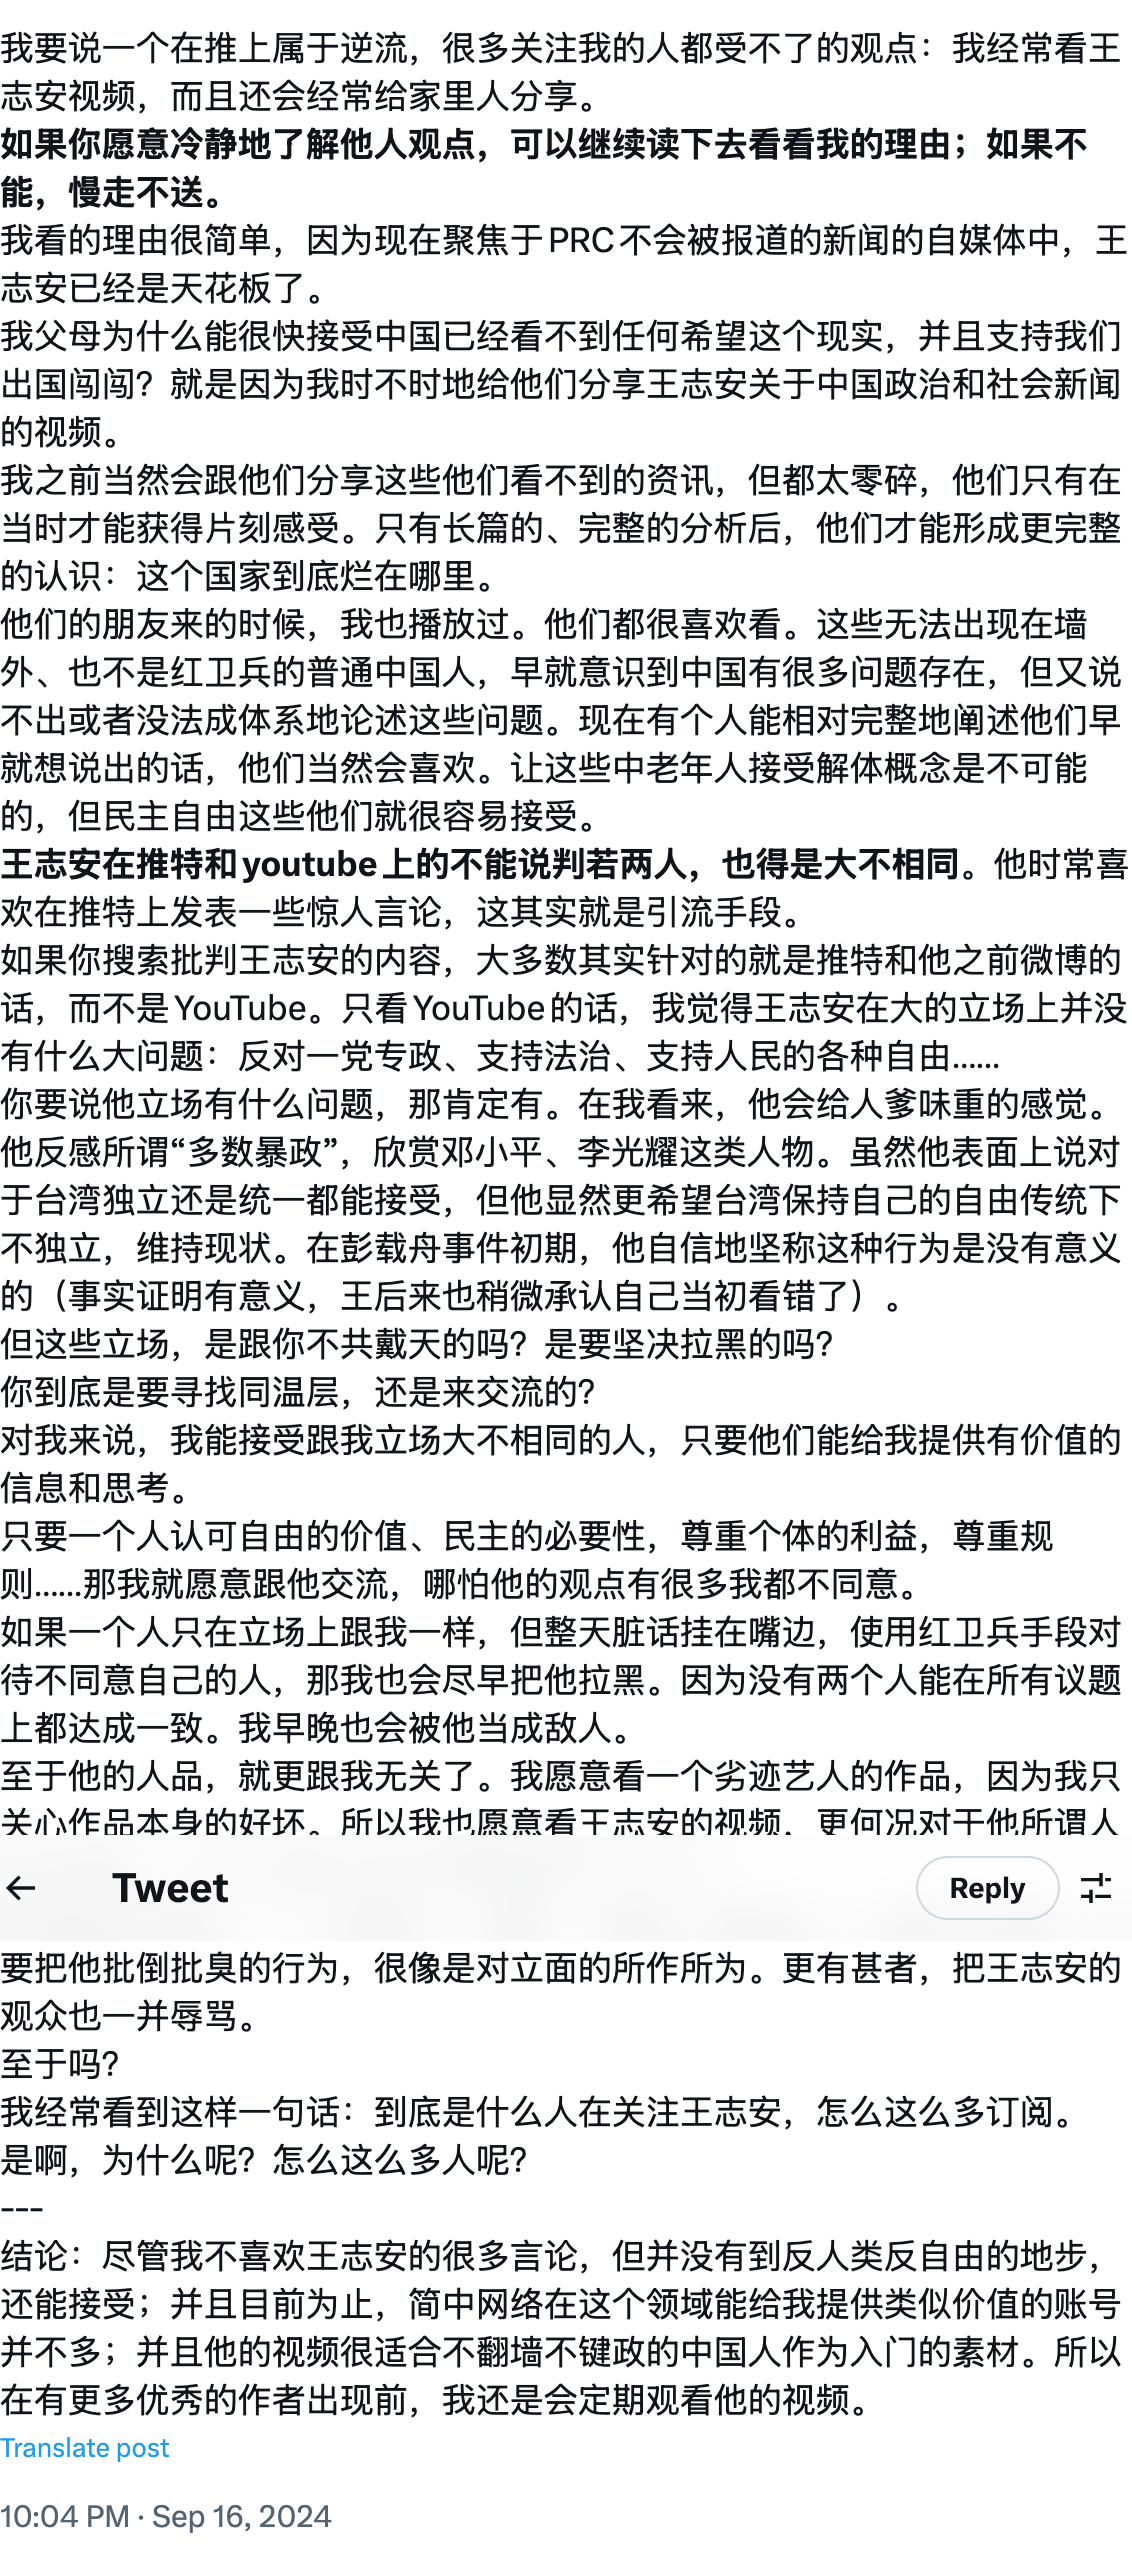 我要说一个在推上属于逆流，很多关注我的人都受不了的观点：我经常看王
志安视频，而且还会经常给家里人分享。
如果你愿意冷静地了解他人观点，可以继续读下去看看我的理由；如果不
能，慢走不送。
我看的理由很简单，因为现在聚焦于PRC不会被报道的新闻的自媒体中，王
志安已经是天花板了。
我父母为什么能很快接受中国已经看不到任何希望这个现实，并且支持我们
出国闯闯？就是因为我时不时地给他们分享王志安关于中国政治和社会新闻
的视频。
我之前当然会跟他们分享这些他们看不到的资讯，但都太零碎，他们只有在
当时才能获得片刻感受。只有长篇的、完整的分析后，他们才能形成更完整
的认识：这个国家到底烂在哪里。
他们的朋友来的时候，我也播放过。他们都很喜欢看。这些无法出现在墙
外、也不是红卫兵的普通中国人，早就意识到中国有很多问题存在，但又说
不出或者没法成体系地论述这些问题。现在有个人能相对完整地阐述他们早
就想说出的话，他们当然会喜欢。让这些中老年人接受解体概念是不可能
的，但民主自由这些他们就很容易接受。
王志安在推特和youtube上的不能说判若两人，也得是大不相同。他时常喜
欢在推特上发表一些惊人言论，这其实就是引流手段。
如果你搜索批判王志安的内容，大多数其实针对的就是推特和他之前微博的
话，而不是YouTube。只看YouTube的话，我觉得王志安在大的立场上并没
有什么大问题：反对一党专政、支持法治、支持人民的各种自由……
你要说他立场有什么问题，那肯定有。在我看来，他会给人爹味重的感觉。
他反感所谓“多数暴政”，欣赏邓小平、李光耀这类人物。虽然他表面上说对
于台湾独立还是统一都能接受，但他显然更希望台湾保持自己的自由传统下
不独立，维持现状。在彭载舟事件初期，他自信地坚称这种行为是没有意义
的（事实证明有意义，王后来也稍微承认自己当初看错了）。
但这些立场，是跟你不共戴天的吗？是要坚决拉黑的吗？
你到底是要寻找同温层，还是来交流的？
对我来说，我能接受跟我立场大不相同的人，只要他们能给我提供有价值的
信息和思考。
只要一个人认可自由的价值、民主的必要性，尊重个体的利益，尊重规
则……那我就愿意跟他交流，哪怕他的观点有很多我都不同意。
如果一个人只在立场上跟我一样，但整天脏话挂在嘴边，使用红卫兵手段对
待不同意自己的人，那我也会尽早把他拉黑。因为没有两个人能在所有议题
上都达成一致。我早晚也会被他当成敌人。
至于他的人品，就更跟我无关了。我愿意看一个劣迹艺人的作品，因为我只
关心作品本身的好坏。所以我也愿意看王志安的视频，更何况对于他所谓人
Tweet Reply
要把他批倒批臭的行为，很像是对立面的所作所为。更有甚者，把王志安的
观众也一并辱骂。
至于吗？
我经常看到这样一句话：到底是什么人在关注王志安，怎么这么多订阅。
是啊，为什么呢？怎么这么多人呢？
---
结论：尽管我不喜欢王志安的很多言论，但并没有到反人类反自由的地步，
还能接受；并且目前为止，简中网络在这个领域能给我提供类似价值的账号
并不多；并且他的视频很适合不翻墙不键政的中国人作为入门的素材。所以
在有更多优秀的作者出现前，我还是会定期观看他的视频。
Translate post
10:04 PM · Sep 16, 2024